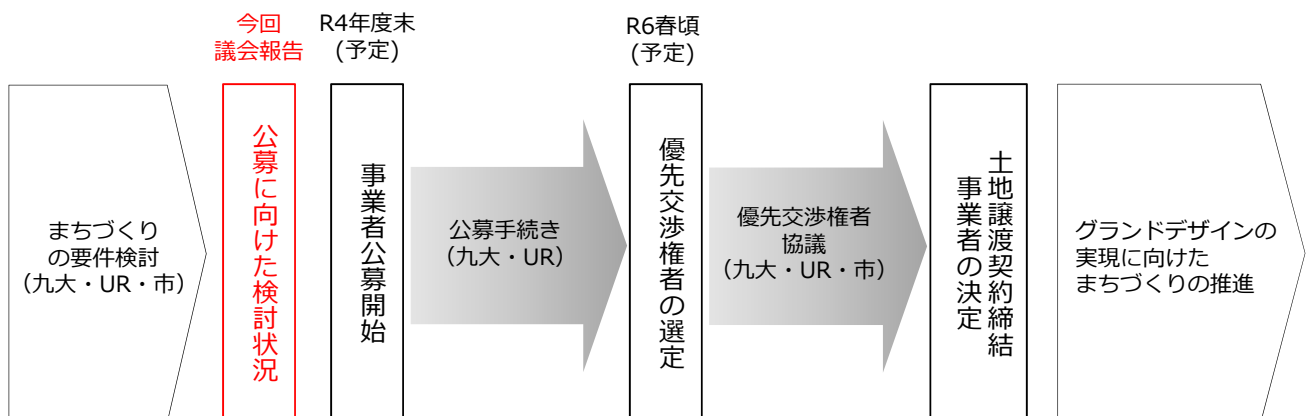 今回
議会報告
R4年度末
(予定)
R6春頃
(予定)
まちづくり
の要件検討
（九大・UR・市）
公募に向けた検討状況
事業者公募開始
公募手続き
（九大・UR）
優先交渉権者の選定
優先交渉権者
協議
（九大・UR・市）
土地譲渡契約締結
事業者の決定
グランドデザインの
実現に向けた
まちづくりの推進